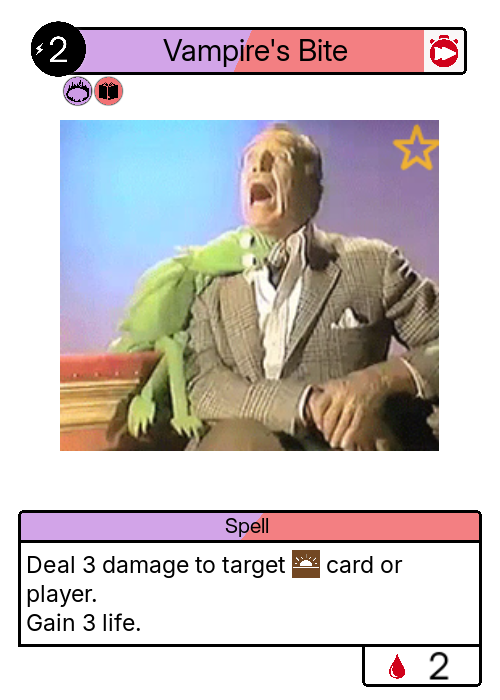 2
Vampire's Bite
Spell
Deal 3 damage to target card or
player.
Gain 3 life.
2